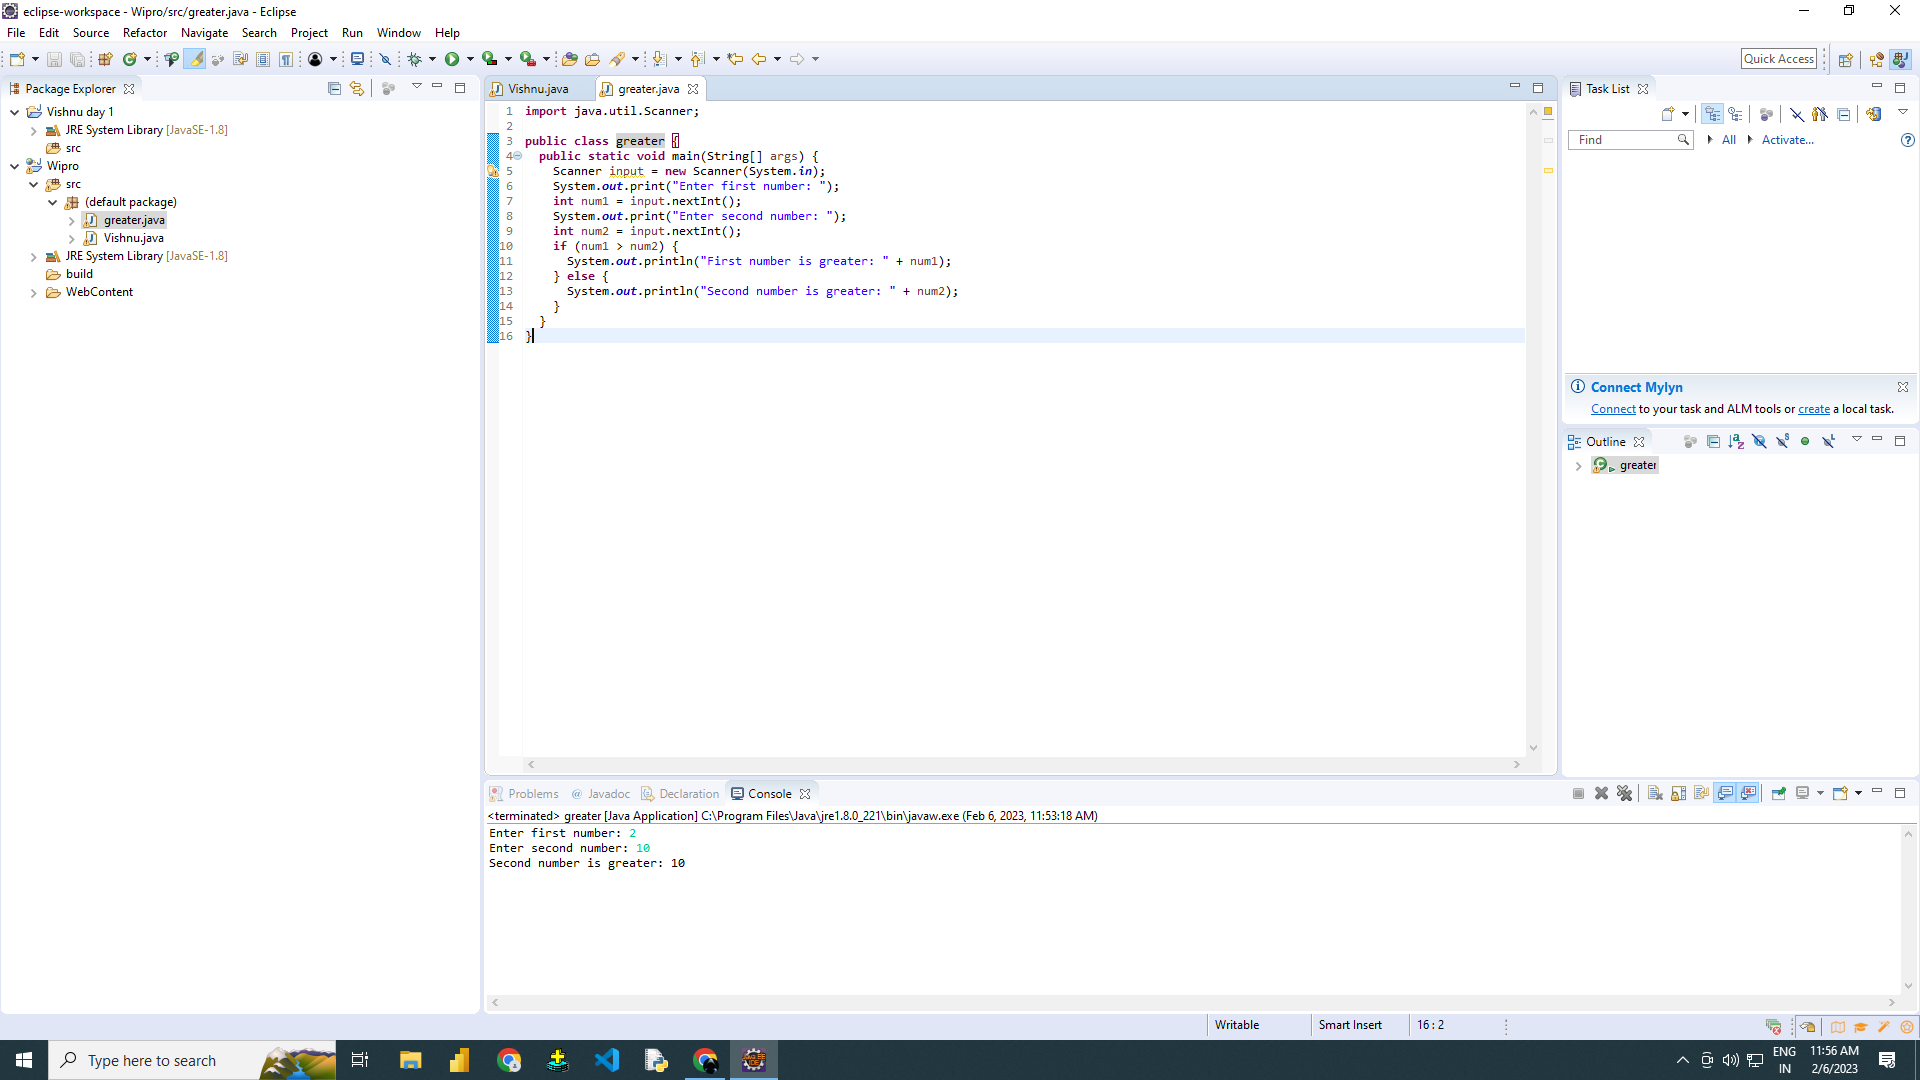 eclipse-workspace - Wipro/src/greater.java - Eclipse
File Edit Source Refactor Navigate Search Project Run Window Help
Quick Access
Package Explorer
Vishnu day 1
JRE System Library [JavaSE-1.8]
src
Wipro
src
(default package)
greater.java
Vishnu.java
JRE System Library [JavaSE-1.8]
build
WebContent
Vishnu.java greater.java
1 import java.util.Scanner;
2
3 public class greater {
4 public static void main(String[] args) {
5 Scanner input = new Scanner(System.in);
6 System.out.print("Enter first number: ");
7 int num1 = input.nextInt();
8 System.out.print("Enter second number: ");
9 int num2 = input.nextInt();
10 if (num1 > num2) {
11 System.out.println("First number is greater: " + num1);
12 } else {
13 System.out.println("Second number is greater: " + num2);
14 }
15 }
16 }
Task List
Find All Activate...
Connect Mylyn
Connect to your task and ALM tools or create a local task.
Outline
greater
Problems @ Javadoc Declaration Console
<terminated> greater [Java Application] C:\Program Files\Java\jre1.8.0_221\bin\javaw.exe (Feb 6, 2023, 11:53:18 AM)
Enter first number: 2
Enter second number: 10
Second number is greater: 10
Writable Smart Insert 16 : 2
Type here to search
ENG
IN
11:56 AM
2/6/2023